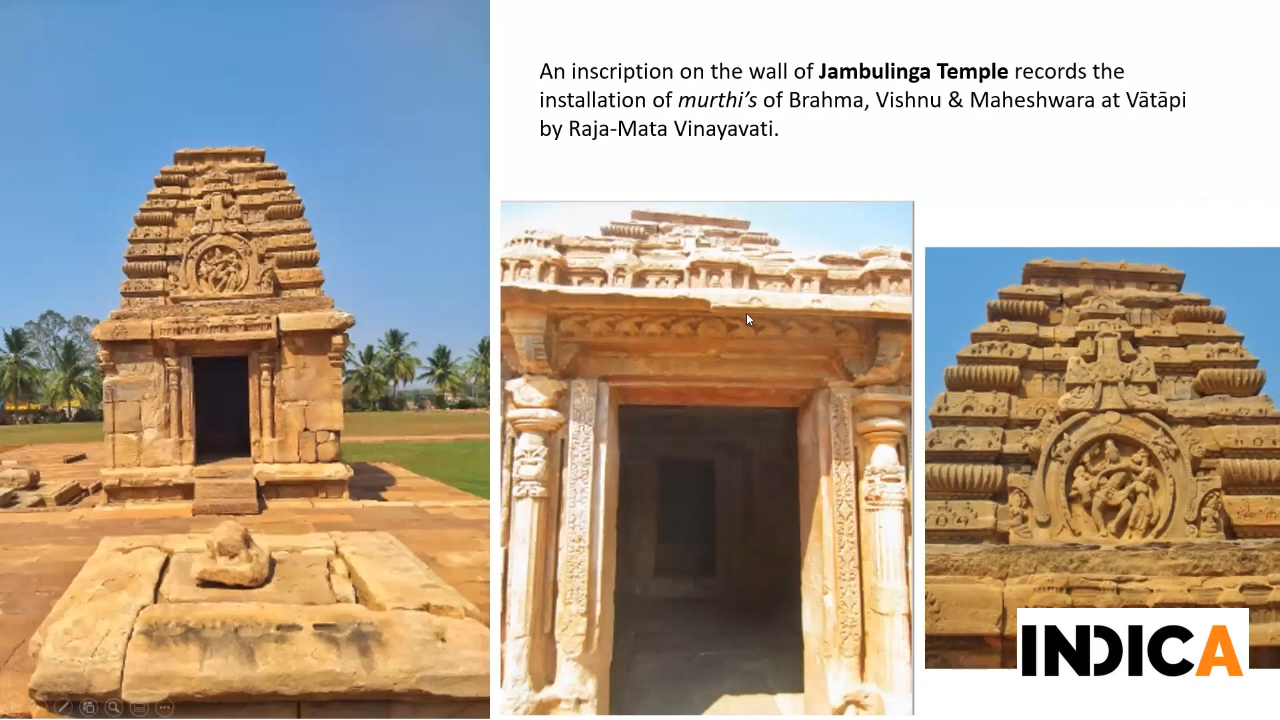 An inscription on the wall of Jambulinga Temple records the
installation of murthi’s of Brahma, Vishnu & Maheshwara at Vātāpi
by Raja-Mata Vinayavati.
INDICA